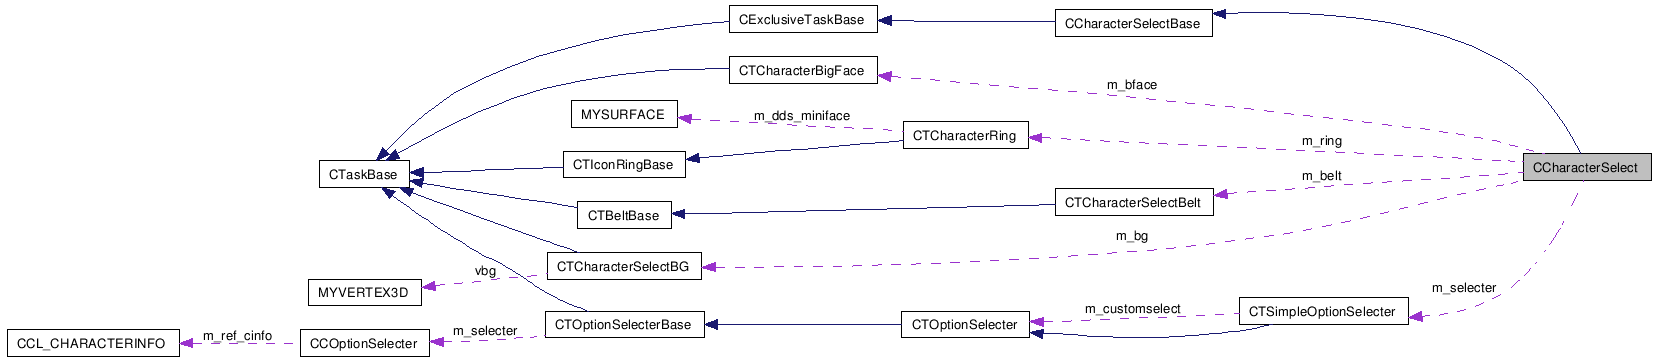 CExclusiveTaskBase
CCharacterSelectBase
CTCharacterBigFace
m_bface
MYSURFACE
m_dds_miniface
CTCharacterRing
m_ring
CTaskBase
CTIconRingBase
CCharacterSelect
m_belt
CTBeltBase
CTCharacterSelectBelt
m_bg
CTCharacterSelectBG
vbg
MYVERTEX3D
m_selecter
m_customselect
CTSimpleOptionSelecter
CTOptionSelecterBase
CTOptionSelecter
m_selecter
m_ref_cinfo
CCL_CHARACTERINFO
CCOptionSelecter